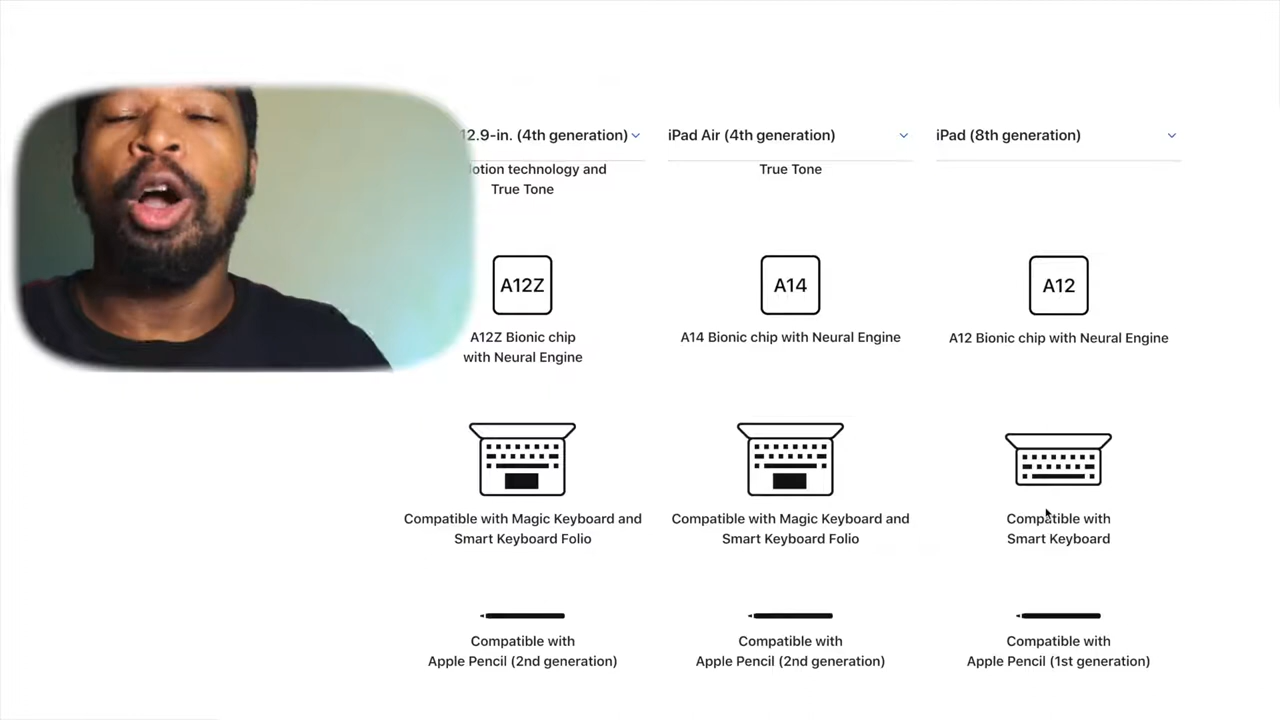 12.9-in. (4th generation)
iPad Air (4th generation)
iPad (8th generation)
technology and
True Tone
True Tone
A12Z
A14
A12
A12Z Bionic chip
with Neural Engine
A14 Bionic chip with Neural Engine
A12 Bionic chip with Neural Engine
Compatible with Magic Keyboard and
Smart Keyboard Folio
Compatible with Magic Keyboard and
Smart Keyboard Folio
Compatible with
Smart Keyboard
Compatible with
Apple Pencil (2nd generation)
Compatible with
Apple Pencil (2nd generation)
Compatible with
Apple Pencil (1st generation)